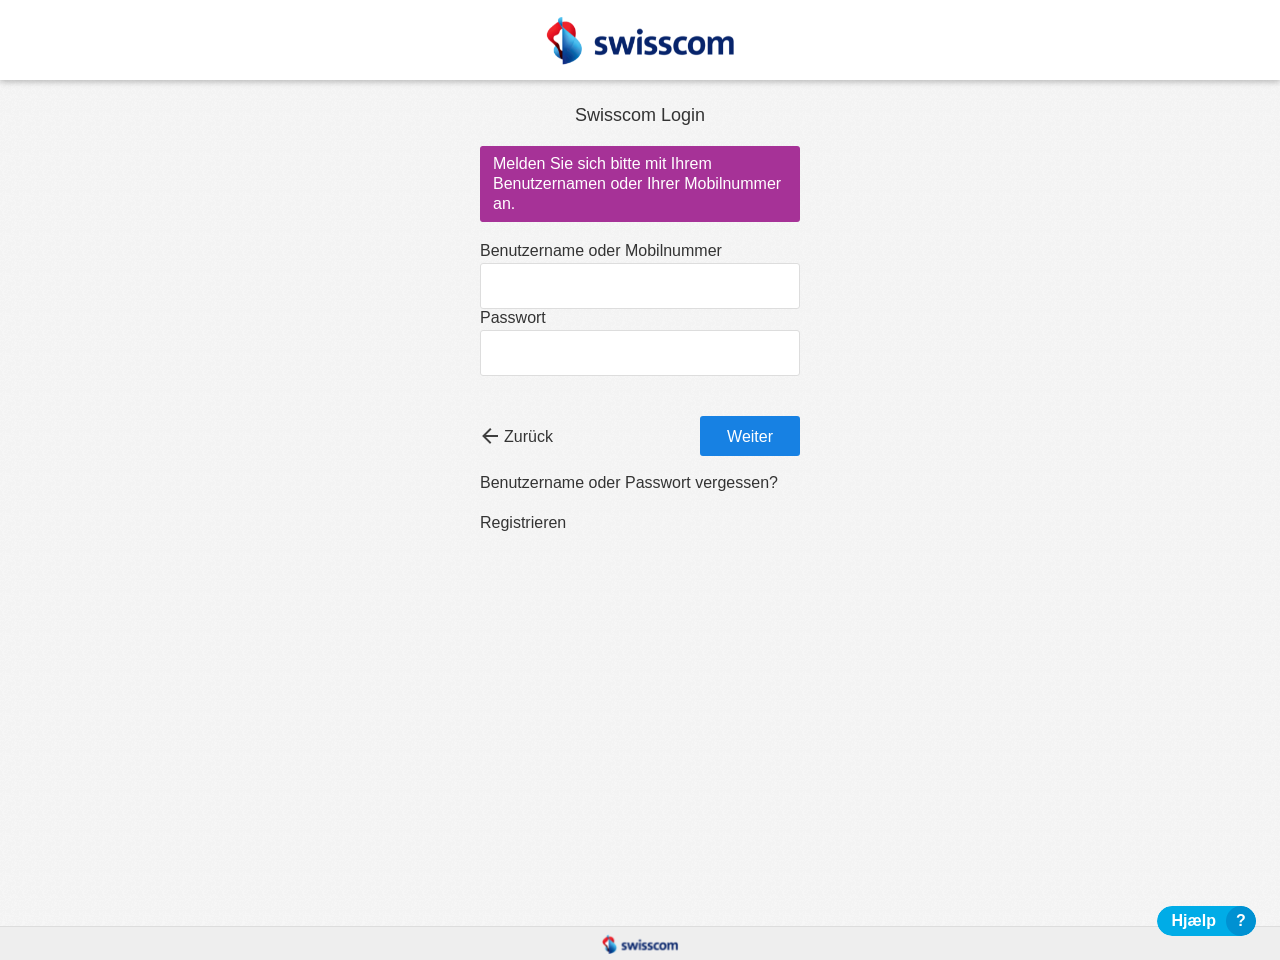 swisscom
Swisscom Login
Melden Sie sich bitte mit Ihrem
Benutzernamen oder Ihrer Mobilnummer
an.
Benutzername oder Mobilnummer
Passwort
Zurück
Weiter
Benutzername oder Passwort vergessen?
Registrieren
Hjælp ?
swisscom